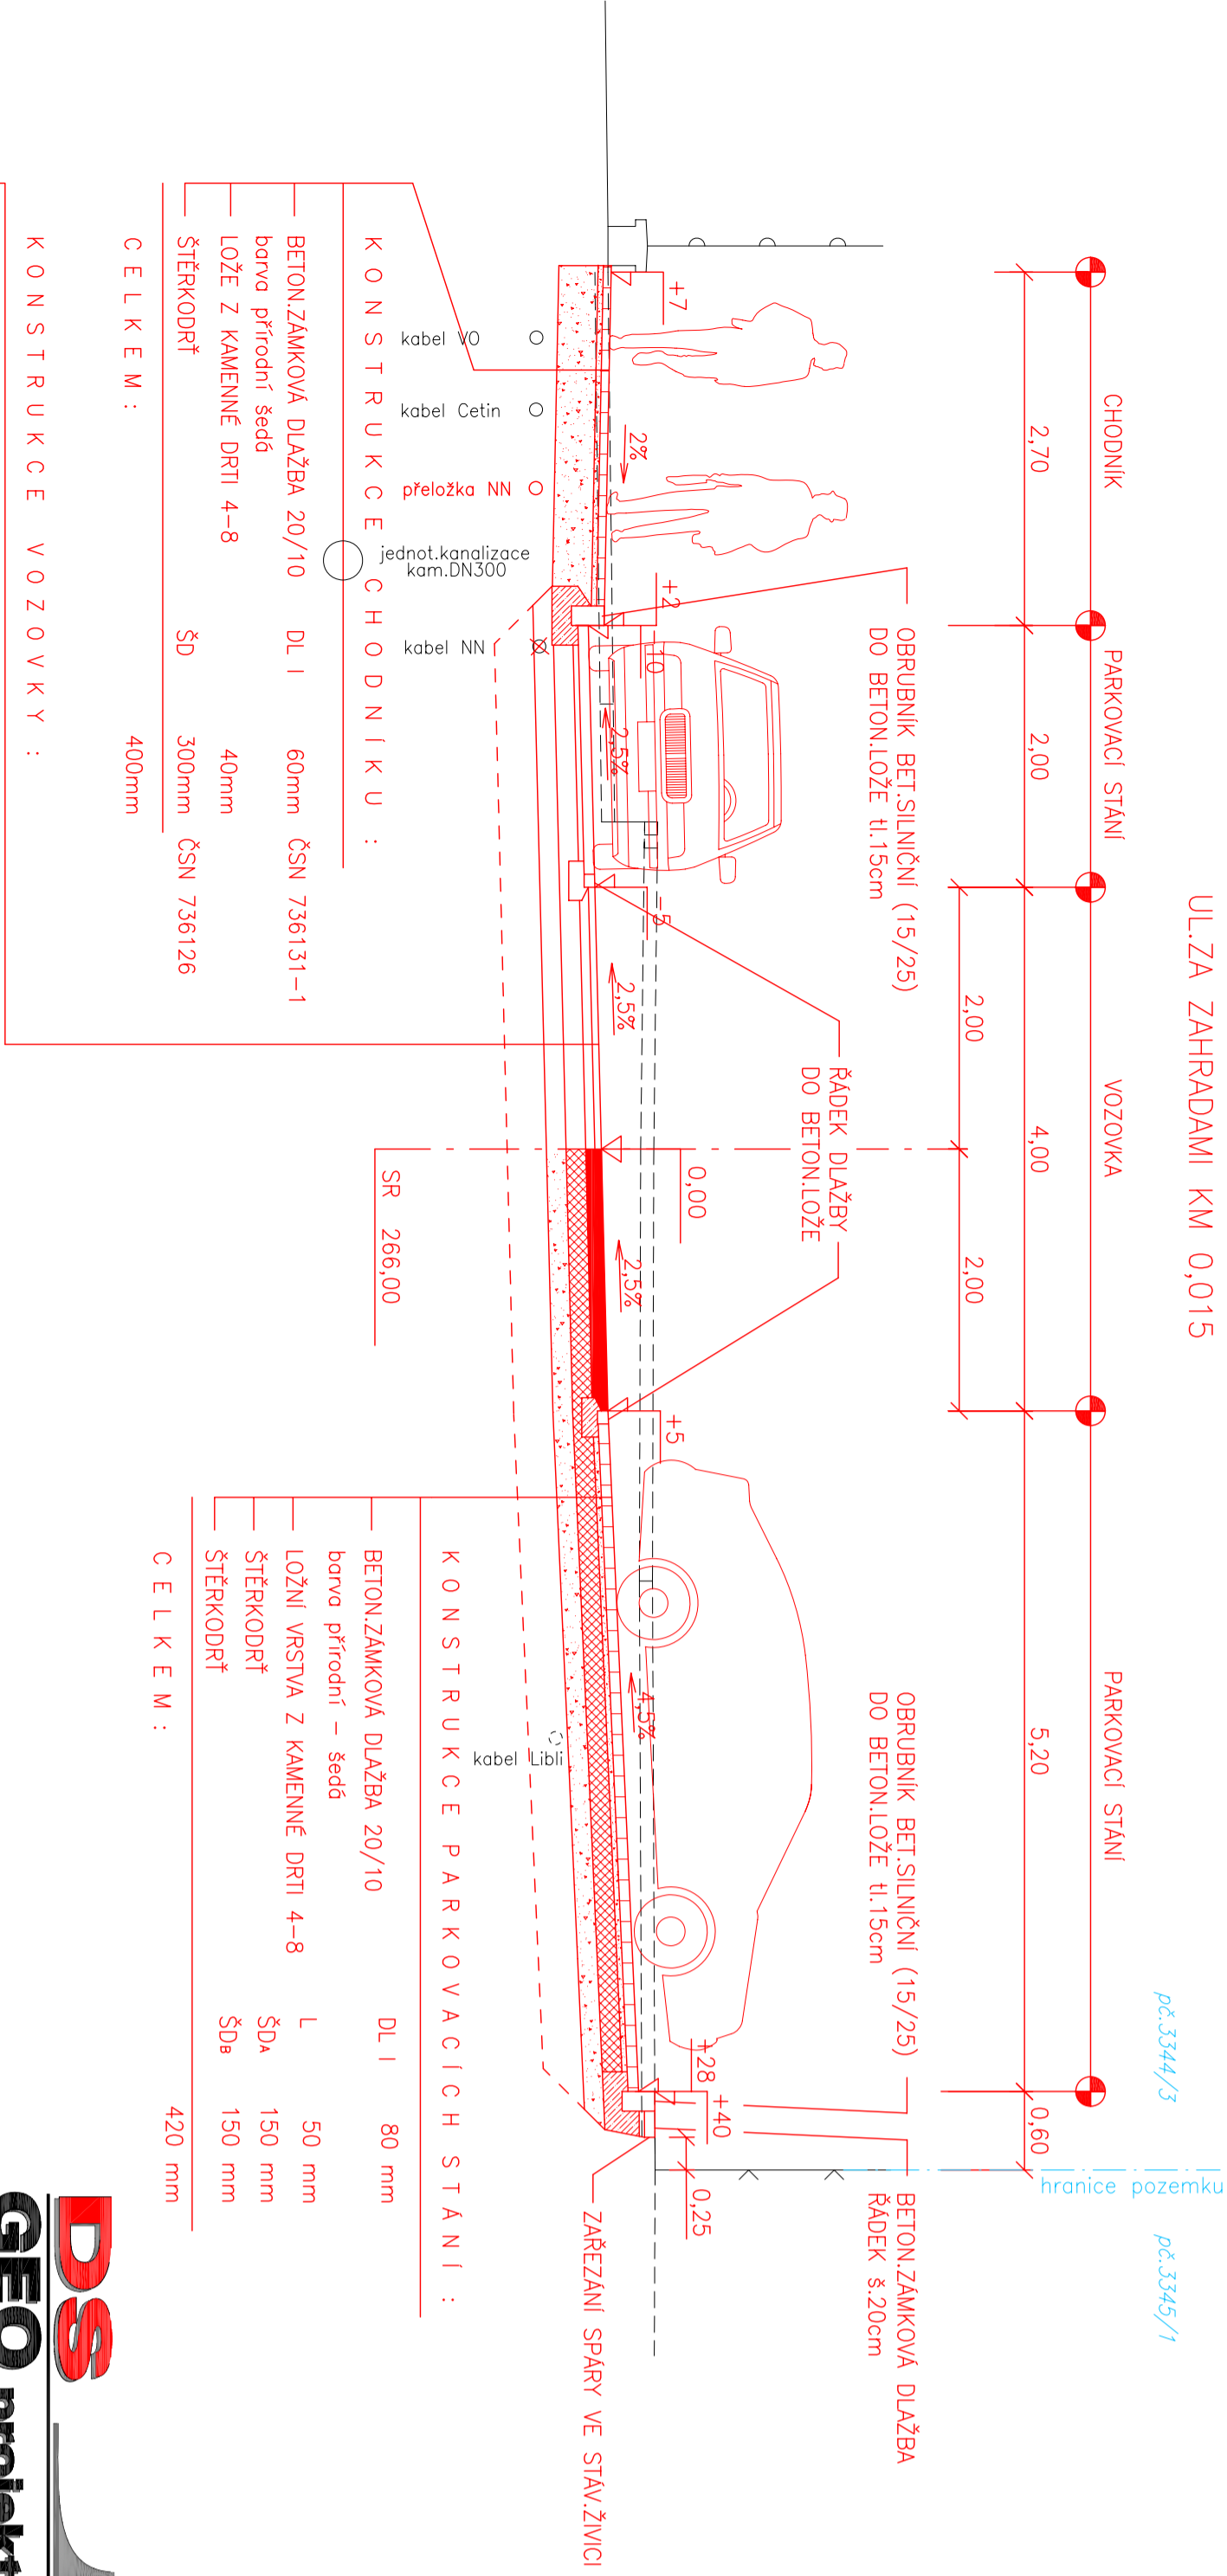 UL.ZA ZAHRADAMI KM 0,015
pč.3344/3
pč.3345/1
hranice pozemku
CHODNÍK
PARKOVACÍ STÁNÍ
VOZOVKA
PARKOVACÍ STÁNÍ
2,70
2,00
4,00
5,20
0,60
2,00
2,00
OBRUBNÍK BET.SILNIČNÍ (15/25)
DO BETON.LOŽE tl.15cm
ŘÁDEK DLAŽBY
DO BETON.LOŽE
OBRUBNÍK BET.SILNIČNÍ (15/25)
DO BETON.LOŽE tl.15cm
BETON.ZÁMKOVÁ DLAŽBA
ŘÁDEK š.20cm
+7
2%
+2
-10
2,5%
-5
2,5%
0,00
2,5%
+5
4,5%
+28
+40
0,25
ZAŘEZÁNÍ SPÁRY VE STÁV.ŽIVICI
kabel VO
kabel Cetin
přeložka NN
jednot.kanalizace
kam.DN300
kabel NN
kabel Libli
SR 266,00
KONSTRUKCE CHODNÍKU :
BETON.ZÁMKOVÁ DLAŽBA 20/10 DL I 60mm ČSN 736131-1
barva přírodní šedá
LOŽE Z KAMENNÉ DRTI 4-8 40mm
ŠTĚRKODRŤ ŠD 300mm ČSN 736126
CELKEM: 400mm
KONSTRUKCE VOZOVKY :
KONSTRUKCE PARKOVACÍCH STÁNÍ :
BETON.ZÁMKOVÁ DLAŽBA 20/10 DL I 80 mm
barva přírodní - šedá
LOŽNÍ VRSTVA Z KAMENNÉ DRTI 4-8 L 50 mm
ŠTĚRKODRŤ ŠDA 150 mm
ŠTĚRKODRŤ ŠDB 150 mm
CELKEM: 420 mm
DS
GEO projekt